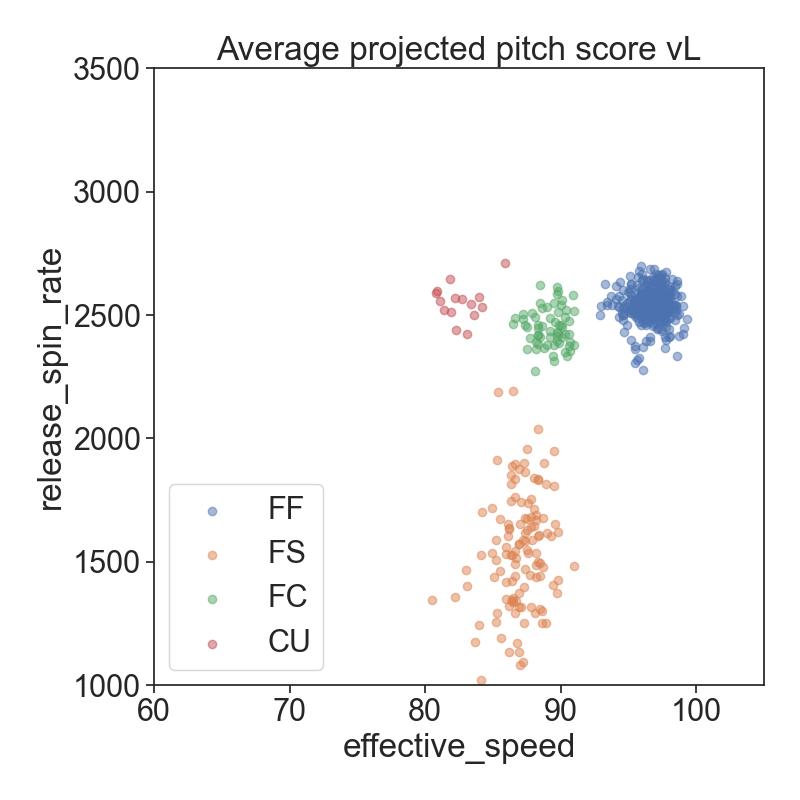 Average projected pitch score vL
3500
3000
2500
2000
1500
1000
release_spin_rate
FF
FS
FC
CU
60
70
80
90
100
effective_speed